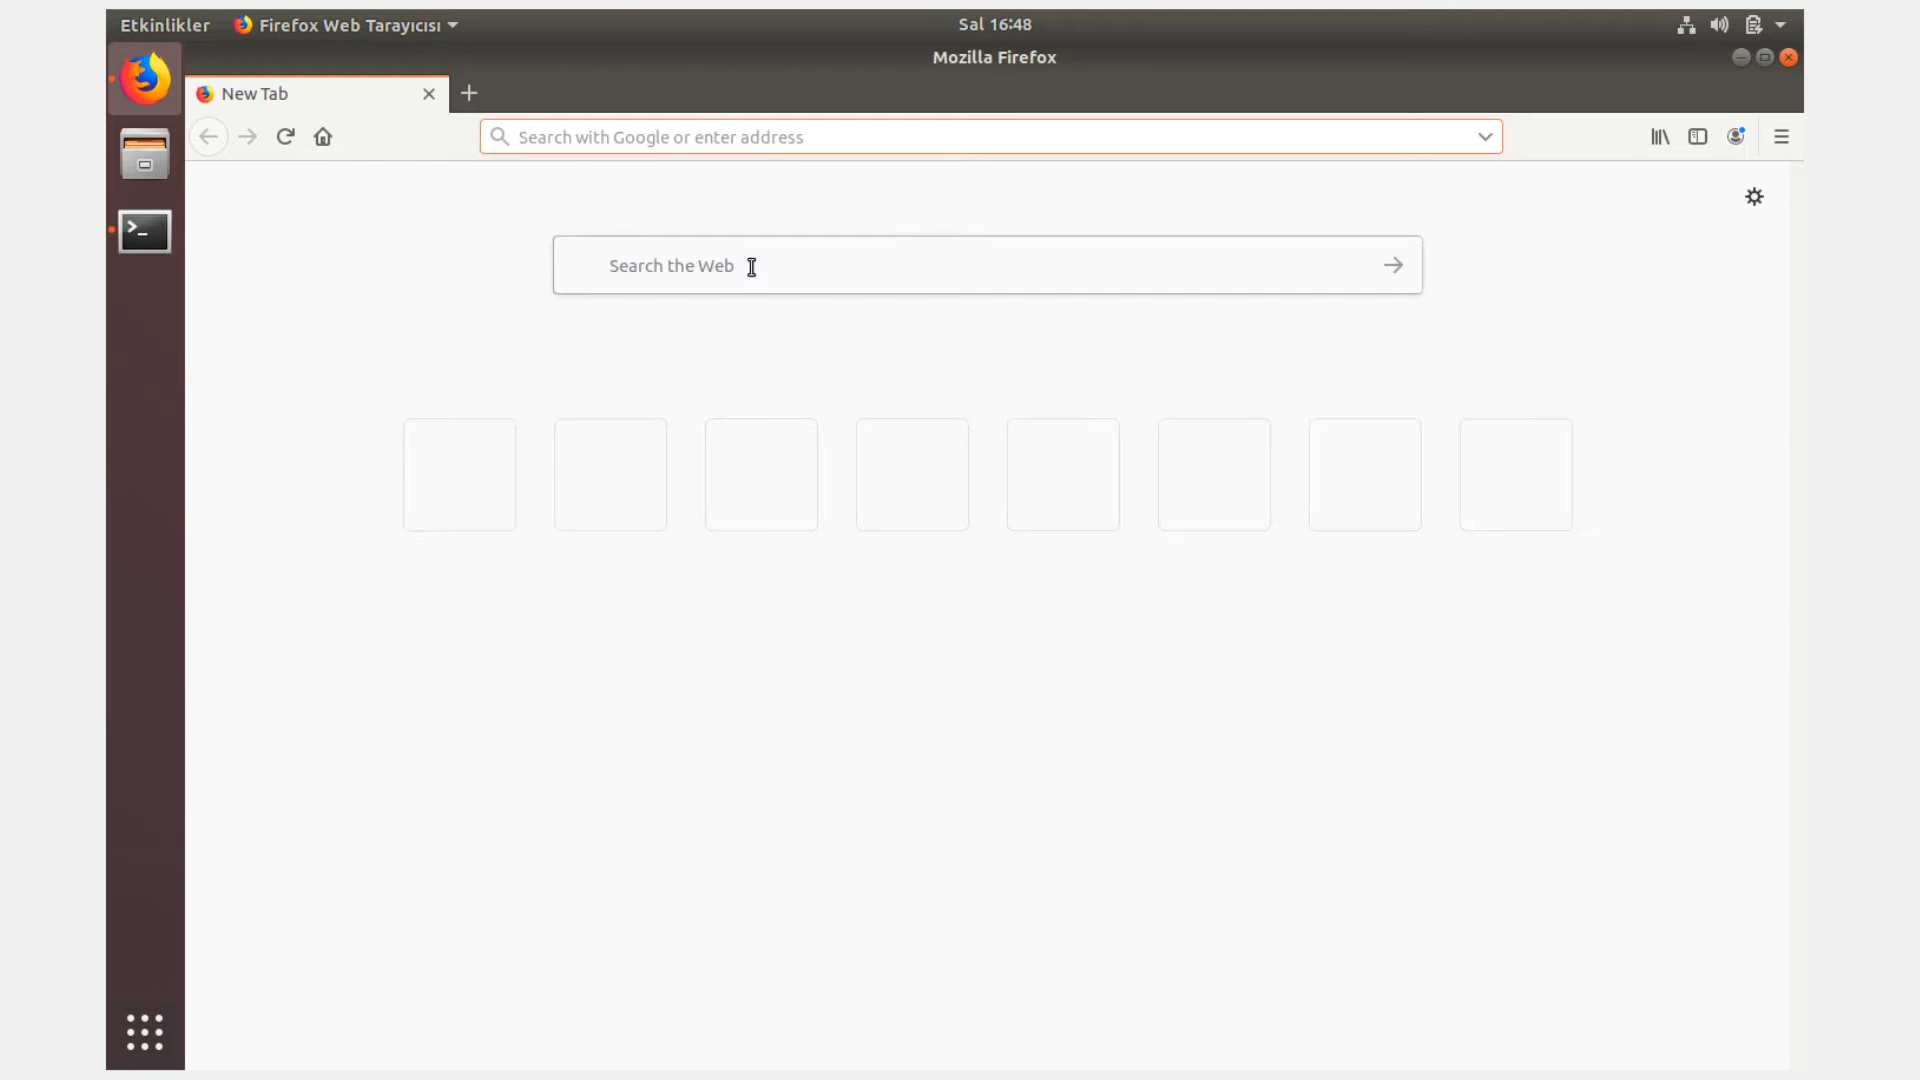 Etkinlikler Firefox Web Tarayıcısı Sal 16:48
Mozilla Firefox
New Tab
Search with Google or enter address
Search the Web